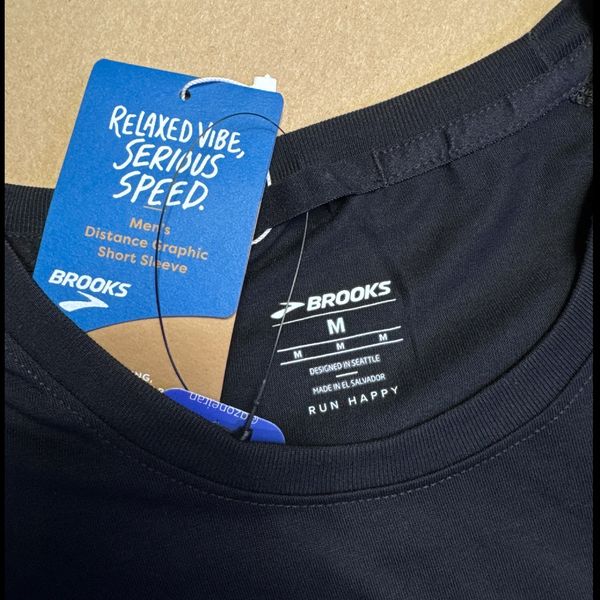 RELAXED VIBE,
SERIOUS
SPEED.
Men's
Distance Graphic
Short Sleeve
BROOKS
BROOKS
M
M M M
DESIGNED IN SEATTLE
MADE IN EL SALVADOR
RUN HAPPY